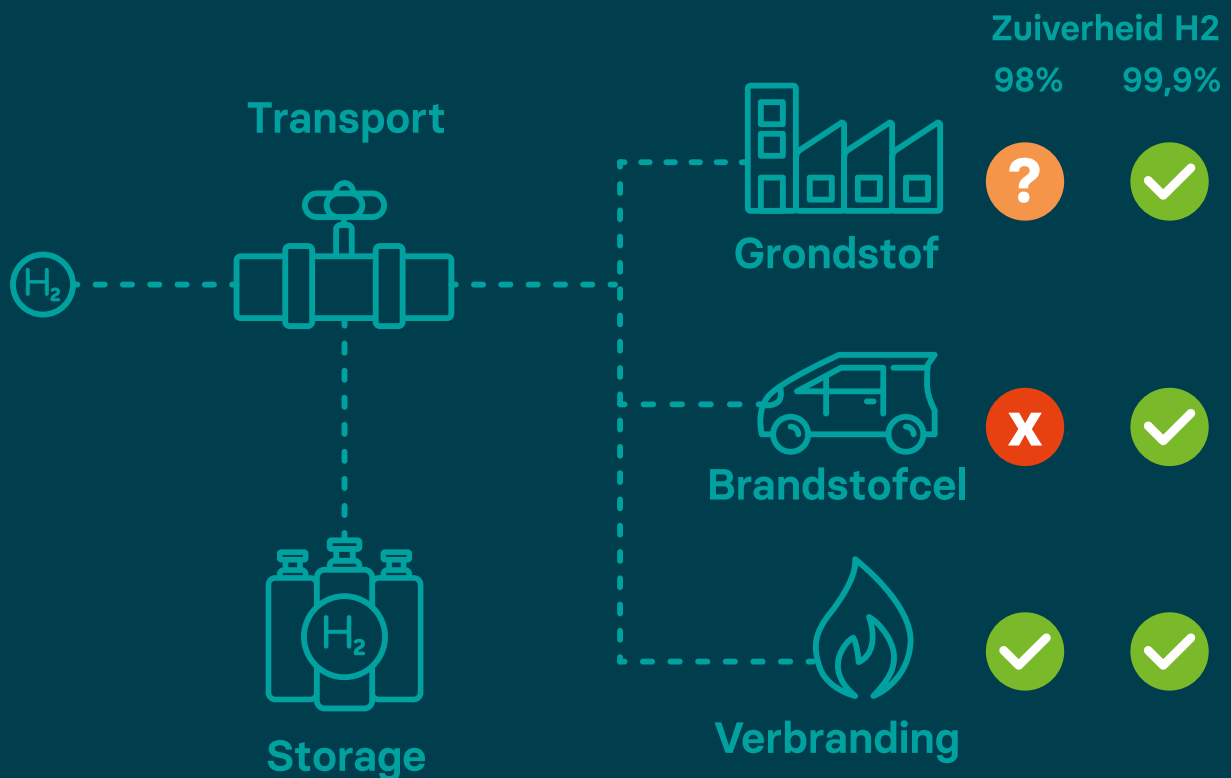 Zuiverheid H2
98% 99,9%
Transport
?
Grondstof
H₂
X
Brandstofcel
H₂
Verbranding
Storage